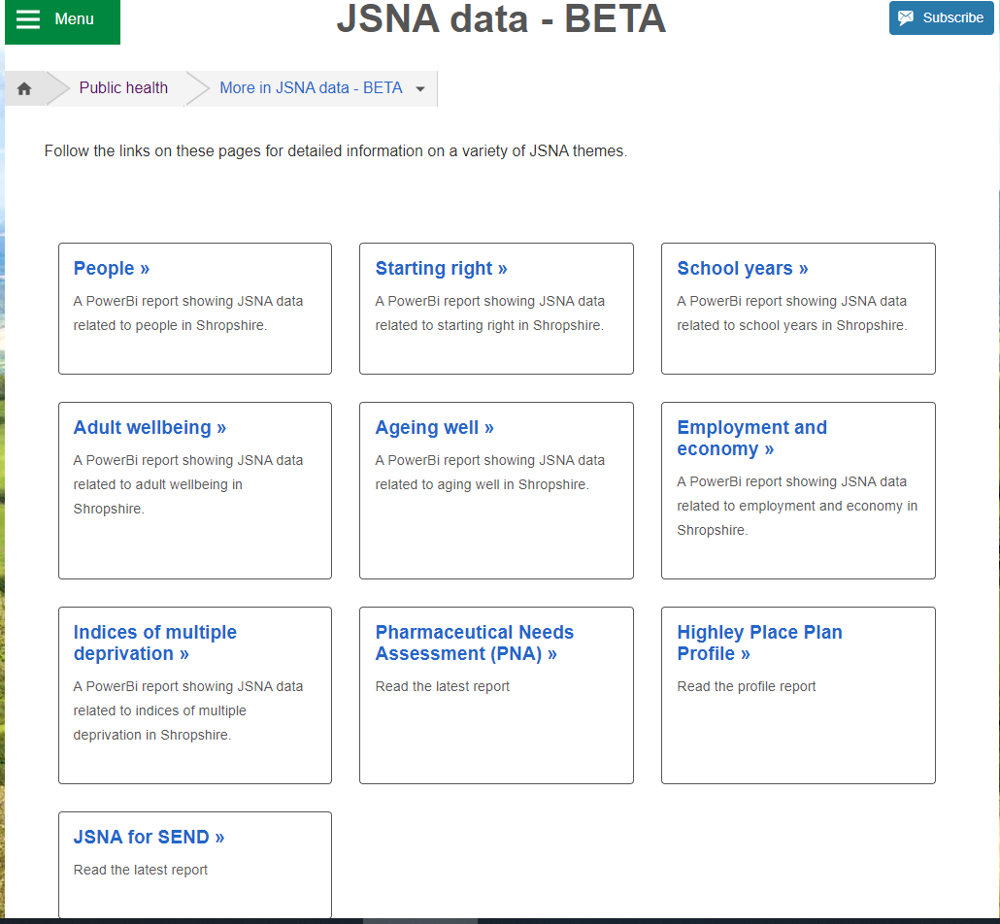 Menu
JSNA data - BETA
Subscribe
Public health
More in JSNA data - BETA
Follow the links on these pages for detailed information on a variety of JSNA themes.
People »
A PowerBi report showing JSNA data
related to people in Shropshire.
Starting right »
A PowerBi report showing JSNA data
related to starting right in Shropshire.
School years »
A PowerBi report showing JSNA data
related to school years in Shropshire.
Adult wellbeing »
A PowerBi report showing JSNA data
related to adult wellbeing in
Shropshire.
Ageing well »
A PowerBi report showing JSNA data
related to aging well in Shropshire.
Employment and
economy »
A PowerBi report showing JSNA data
related to employment and economy in
Shropshire.
Indices of multiple
deprivation »
A PowerBi report showing JSNA data
related to indices of multiple
deprivation in Shropshire.
Pharmaceutical Needs
Assessment (PNA) »
Read the latest report
Highley Place Plan
Profile »
Read the profile report
JSNA for SEND »
Read the latest report